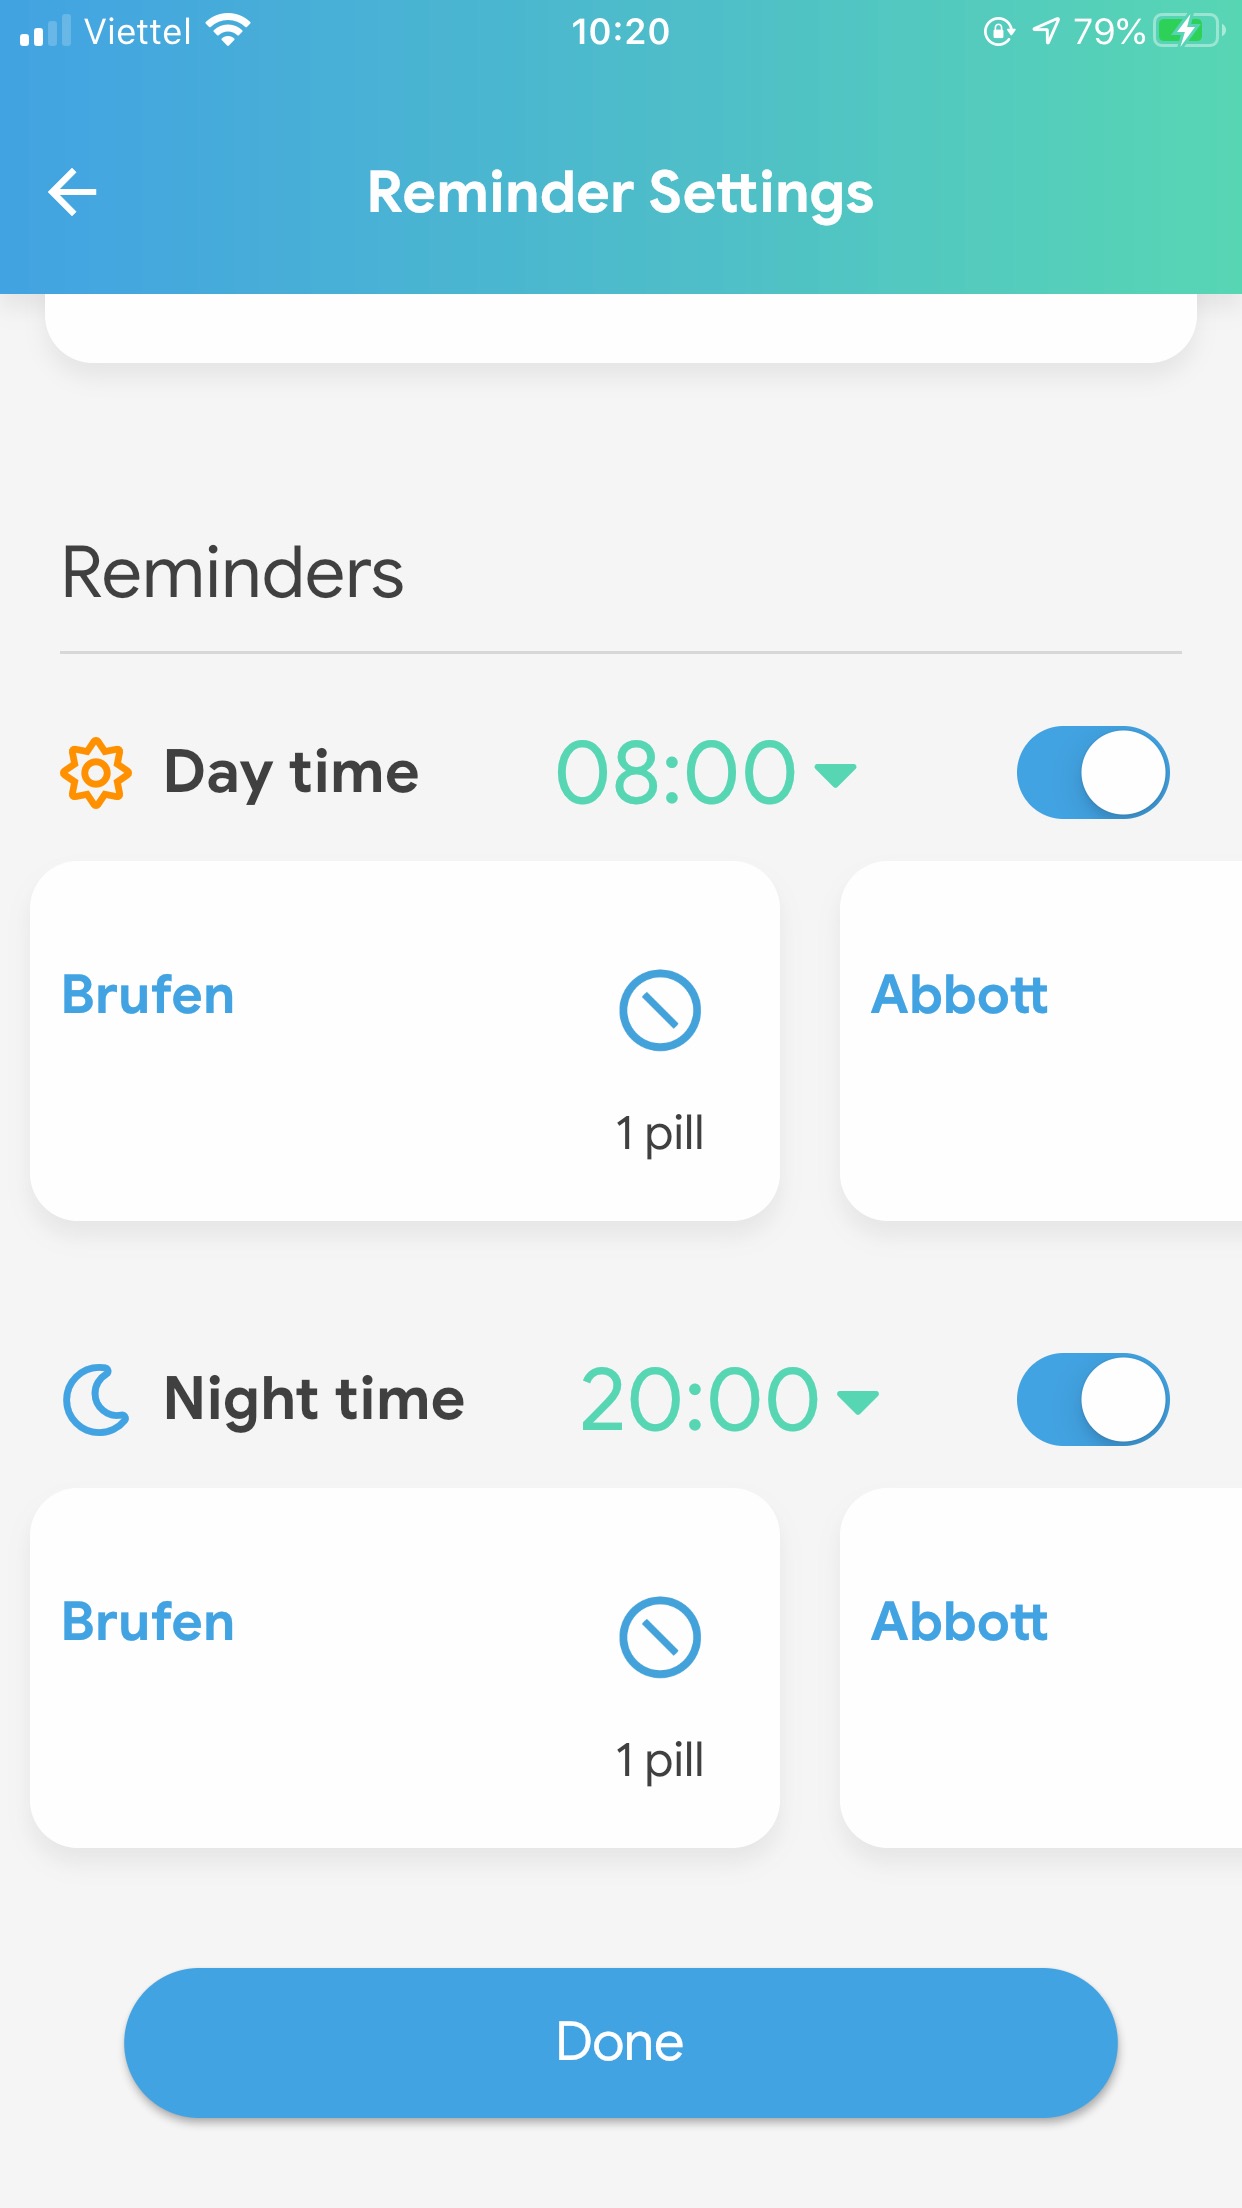 Viettel 10:20 79%
Reminder Settings
Reminders
Day time 08:00
Brufen Abbott
1 pill
Night time 20:00
Brufen Abbott
1 pill
Done